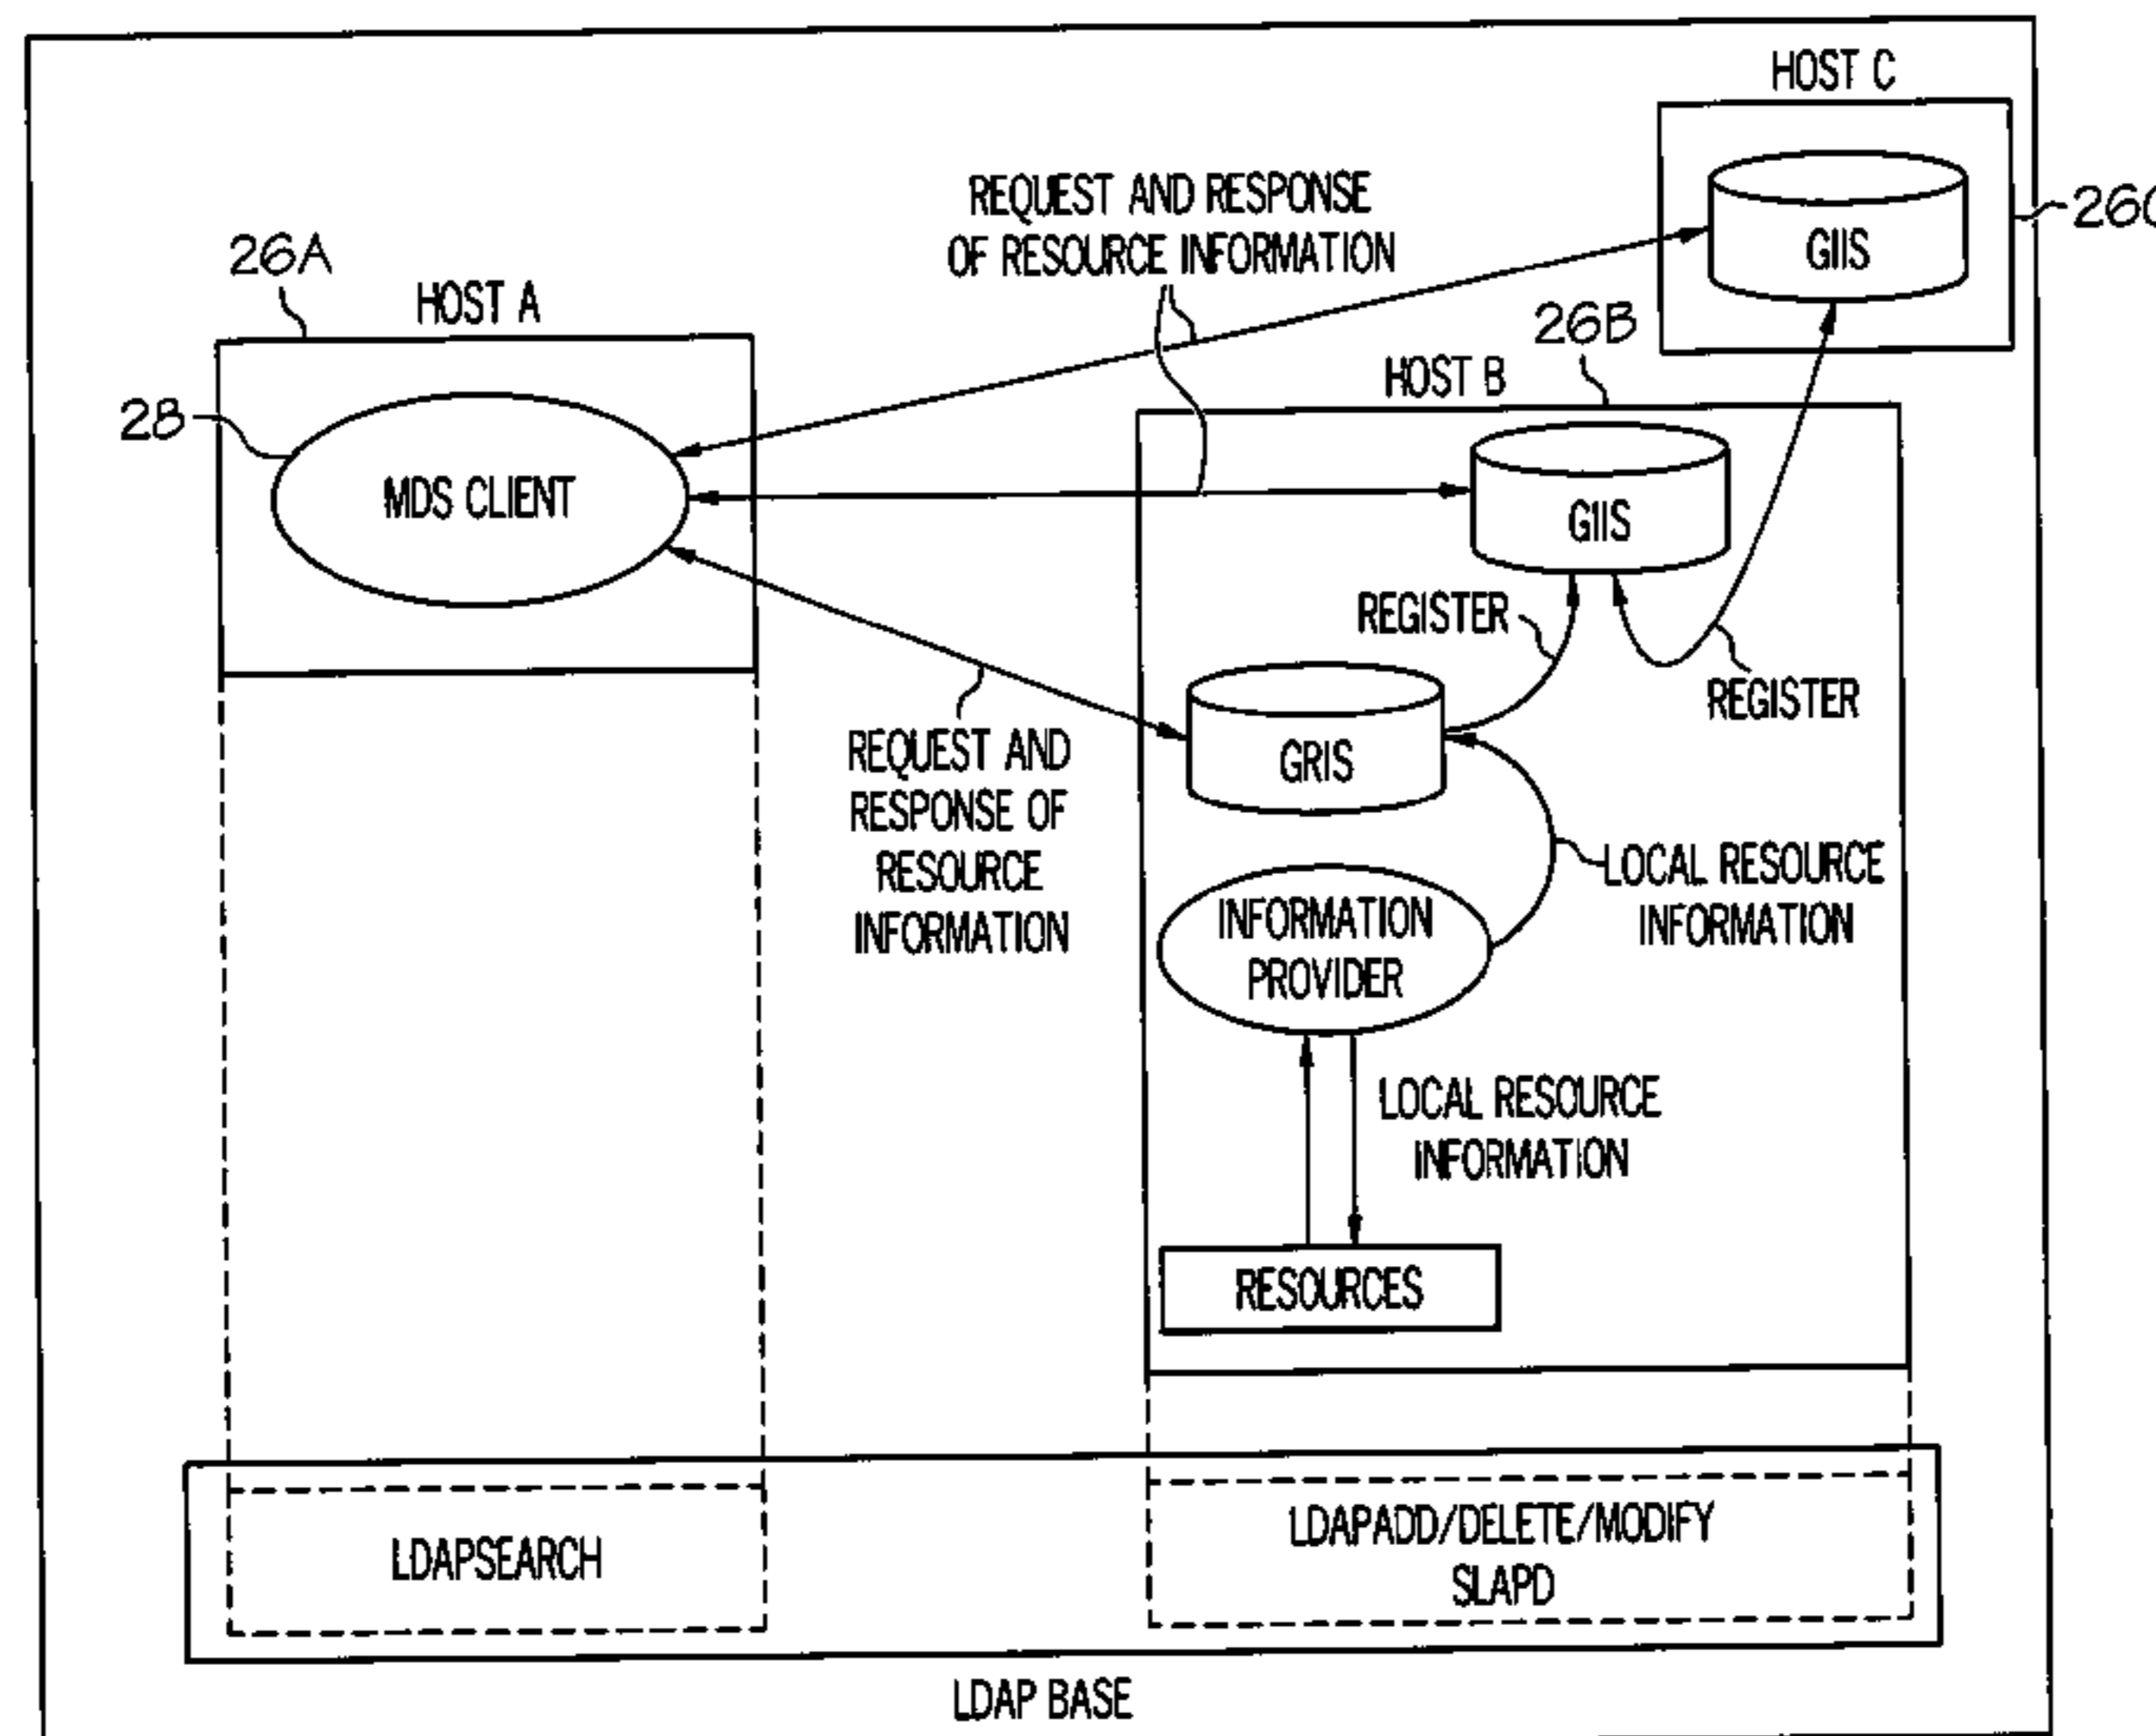 HOST C
GIIS
26C
REQUEST AND RESPONSE
OF RESOURCE INFORMATION
26A
HOST A
28
MDS CLIENT
26B
HOST B
GIIS
REGISTER
REGISTER
GRIS
REQUEST AND
RESPONSE OF
RESOURCE
INFORMATION
LOCAL RESOURCE
INFORMATION
INFORMATION
PROVIDER
LOCAL RESOURCE
INFORMATION
RESOURCES
LDAPSEARCH
LDAPADD/DELETE/MODIFY
SLAPD
LDAP BASE